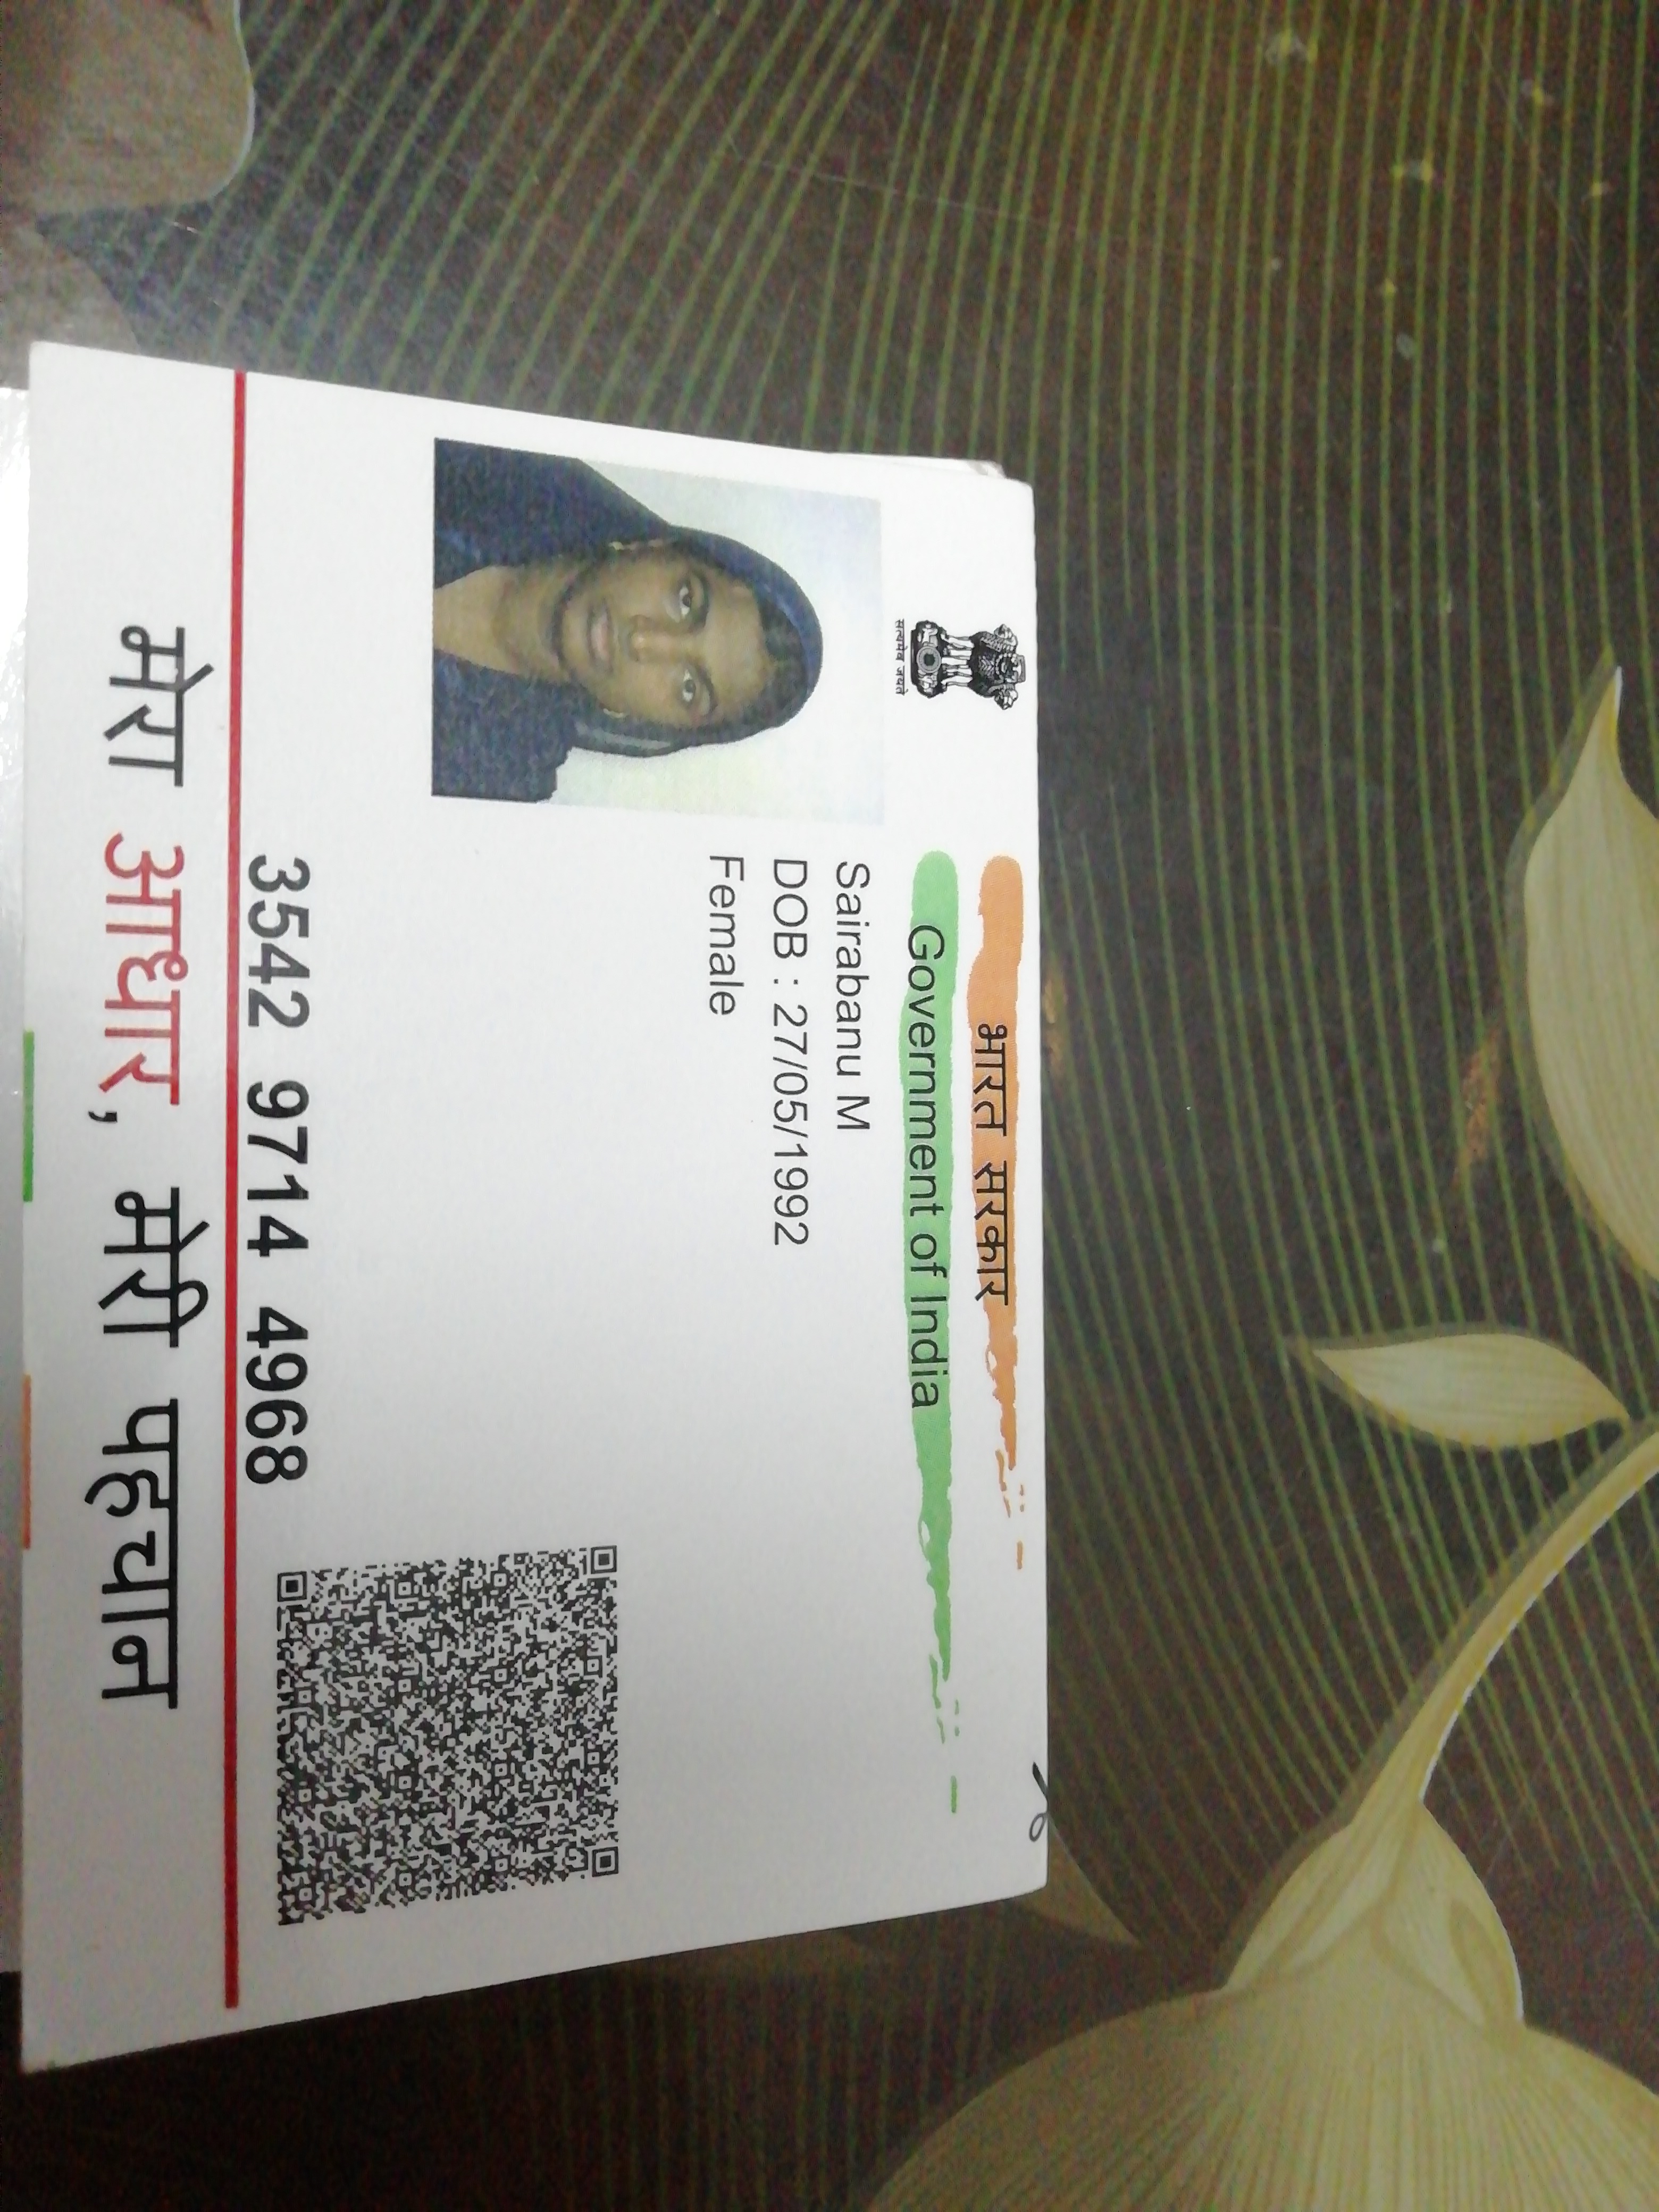 सत्यमेव जयते
भारत सरकार
Government of India
Sairabanu M
DOB : 27/05/1992
Female
3542 9714 4968
मेरा आधार, मेरी पहचान